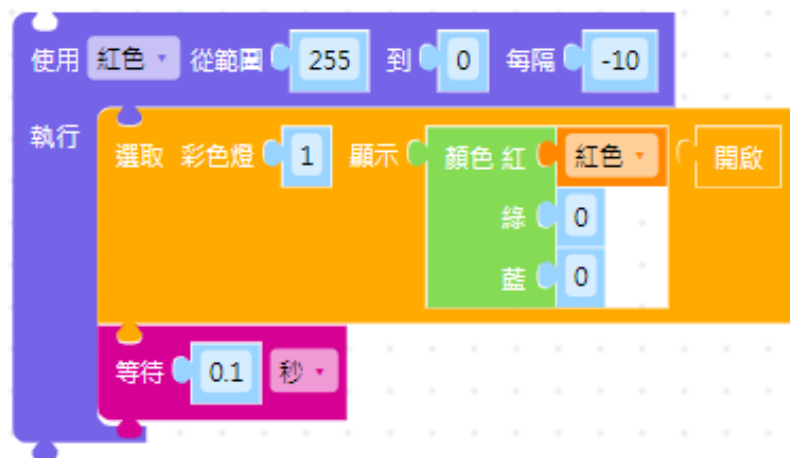 使用 紅色 從範圍 255 到 0 每隔 -10
執行
選取 彩色燈 1 顯示 顏色 紅 紅色 開啟
綠 0
藍 0
等待 0.1 秒